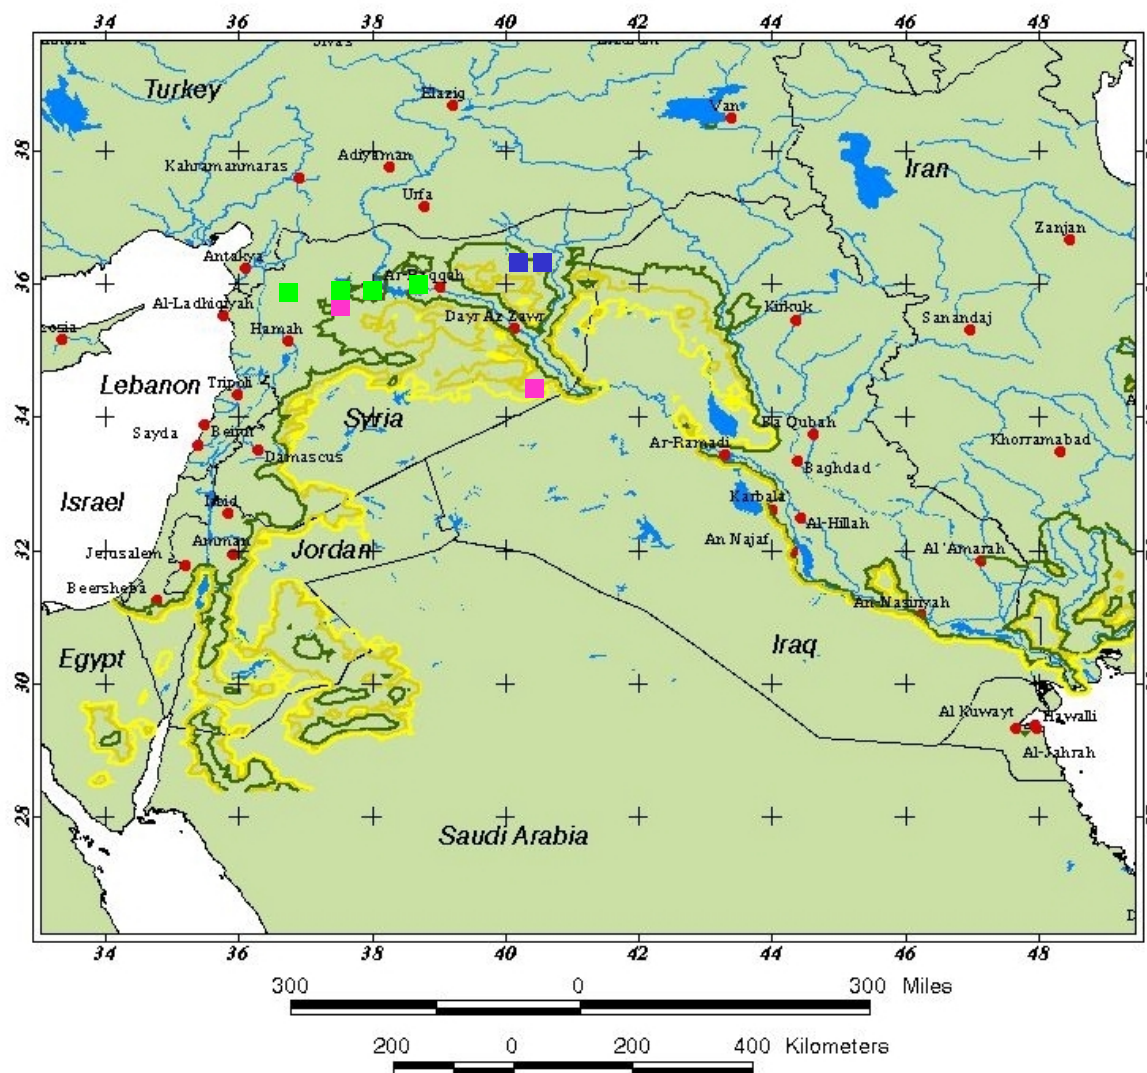 34 36 38 40 42 44 46 48
Turkey
Elazig
Van
38
Adiyaman
Kahramanmaras
Iran
Urfa
Zanjan
Antakya
36
Al-Ladhiqiyah
Kirkuk
Sanandaj
Hamah
Dayr Az Zawr
Lebanon
Tripoli
34
Syria
Sayda
Beirut
Ba Qubah
Khorramabad
Ar-Ramadi
Damascus
Baghdad
Israel
Karbala
Al-Hillah
32
Amman
Jordan
An Najaf
Jerusalem
Al 'Amarah
Beersheba
An-Nasiriyah
Egypt
Iraq
30
Al Kuwayt
Hawalli
Al-Jahrah
28
Saudi Arabia
34 36 38 40 42 44 46 48
300 0 300 Miles
200 0 200 400 Kilometers